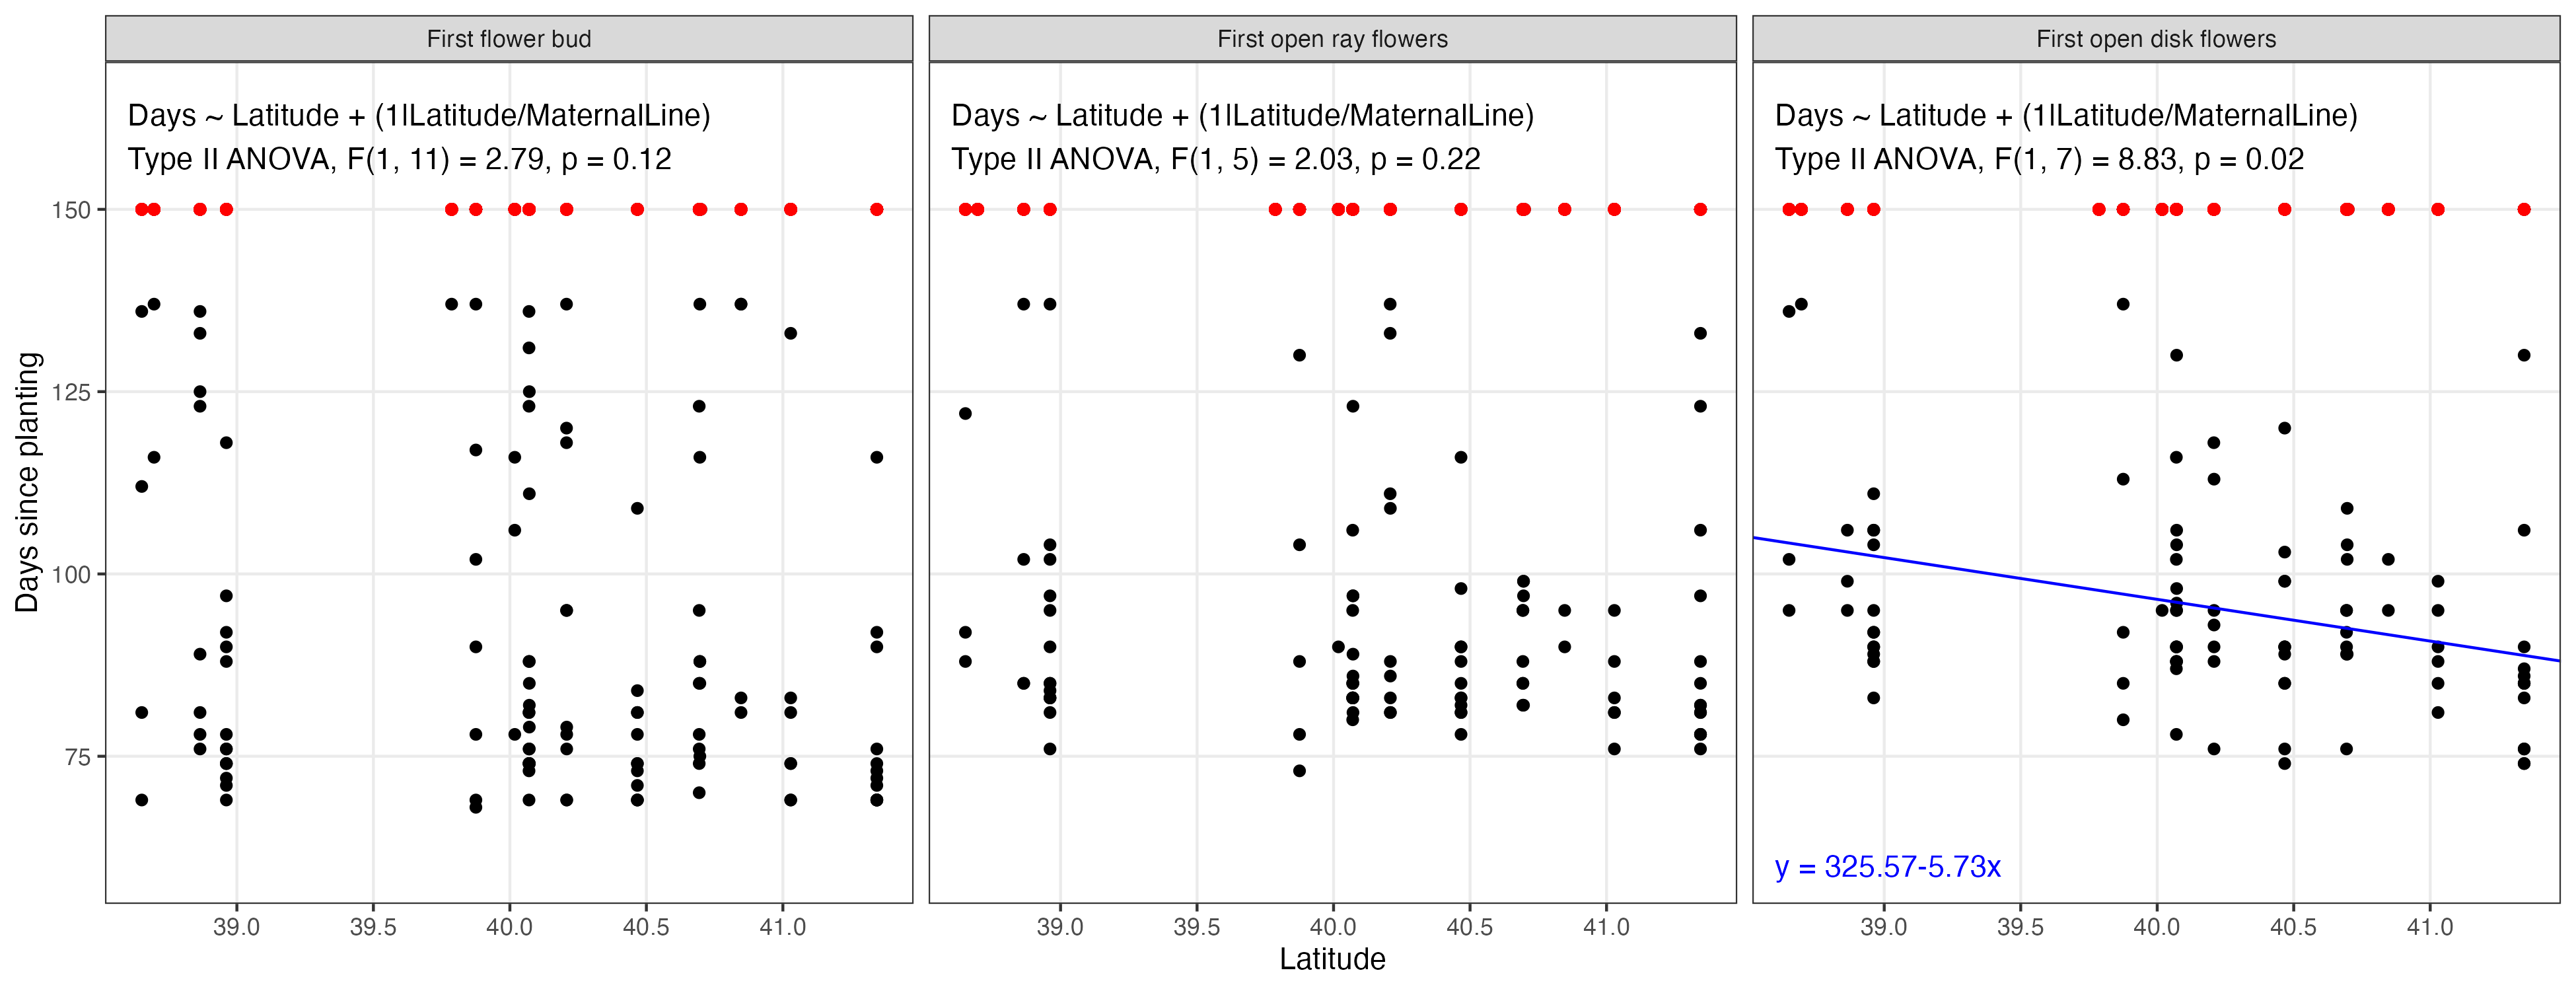 First flower bud
First open ray flowers
First open disk flowers
Days ~ Latitude + (1|Latitude/MaternalLine)
Type II ANOVA, F(1, 11) = 2.79, p = 0.12
Days ~ Latitude + (1|Latitude/MaternalLine)
Type II ANOVA, F(1, 5) = 2.03, p = 0.22
Days ~ Latitude + (1|Latitude/MaternalLine)
Type II ANOVA, F(1, 7) = 8.83, p = 0.02
150
125
100
75
Days since planting
y = 325.57-5.73x
39.0 39.5 40.0 40.5 41.0
39.0 39.5 40.0 40.5 41.0
39.0 39.5 40.0 40.5 41.0
Latitude